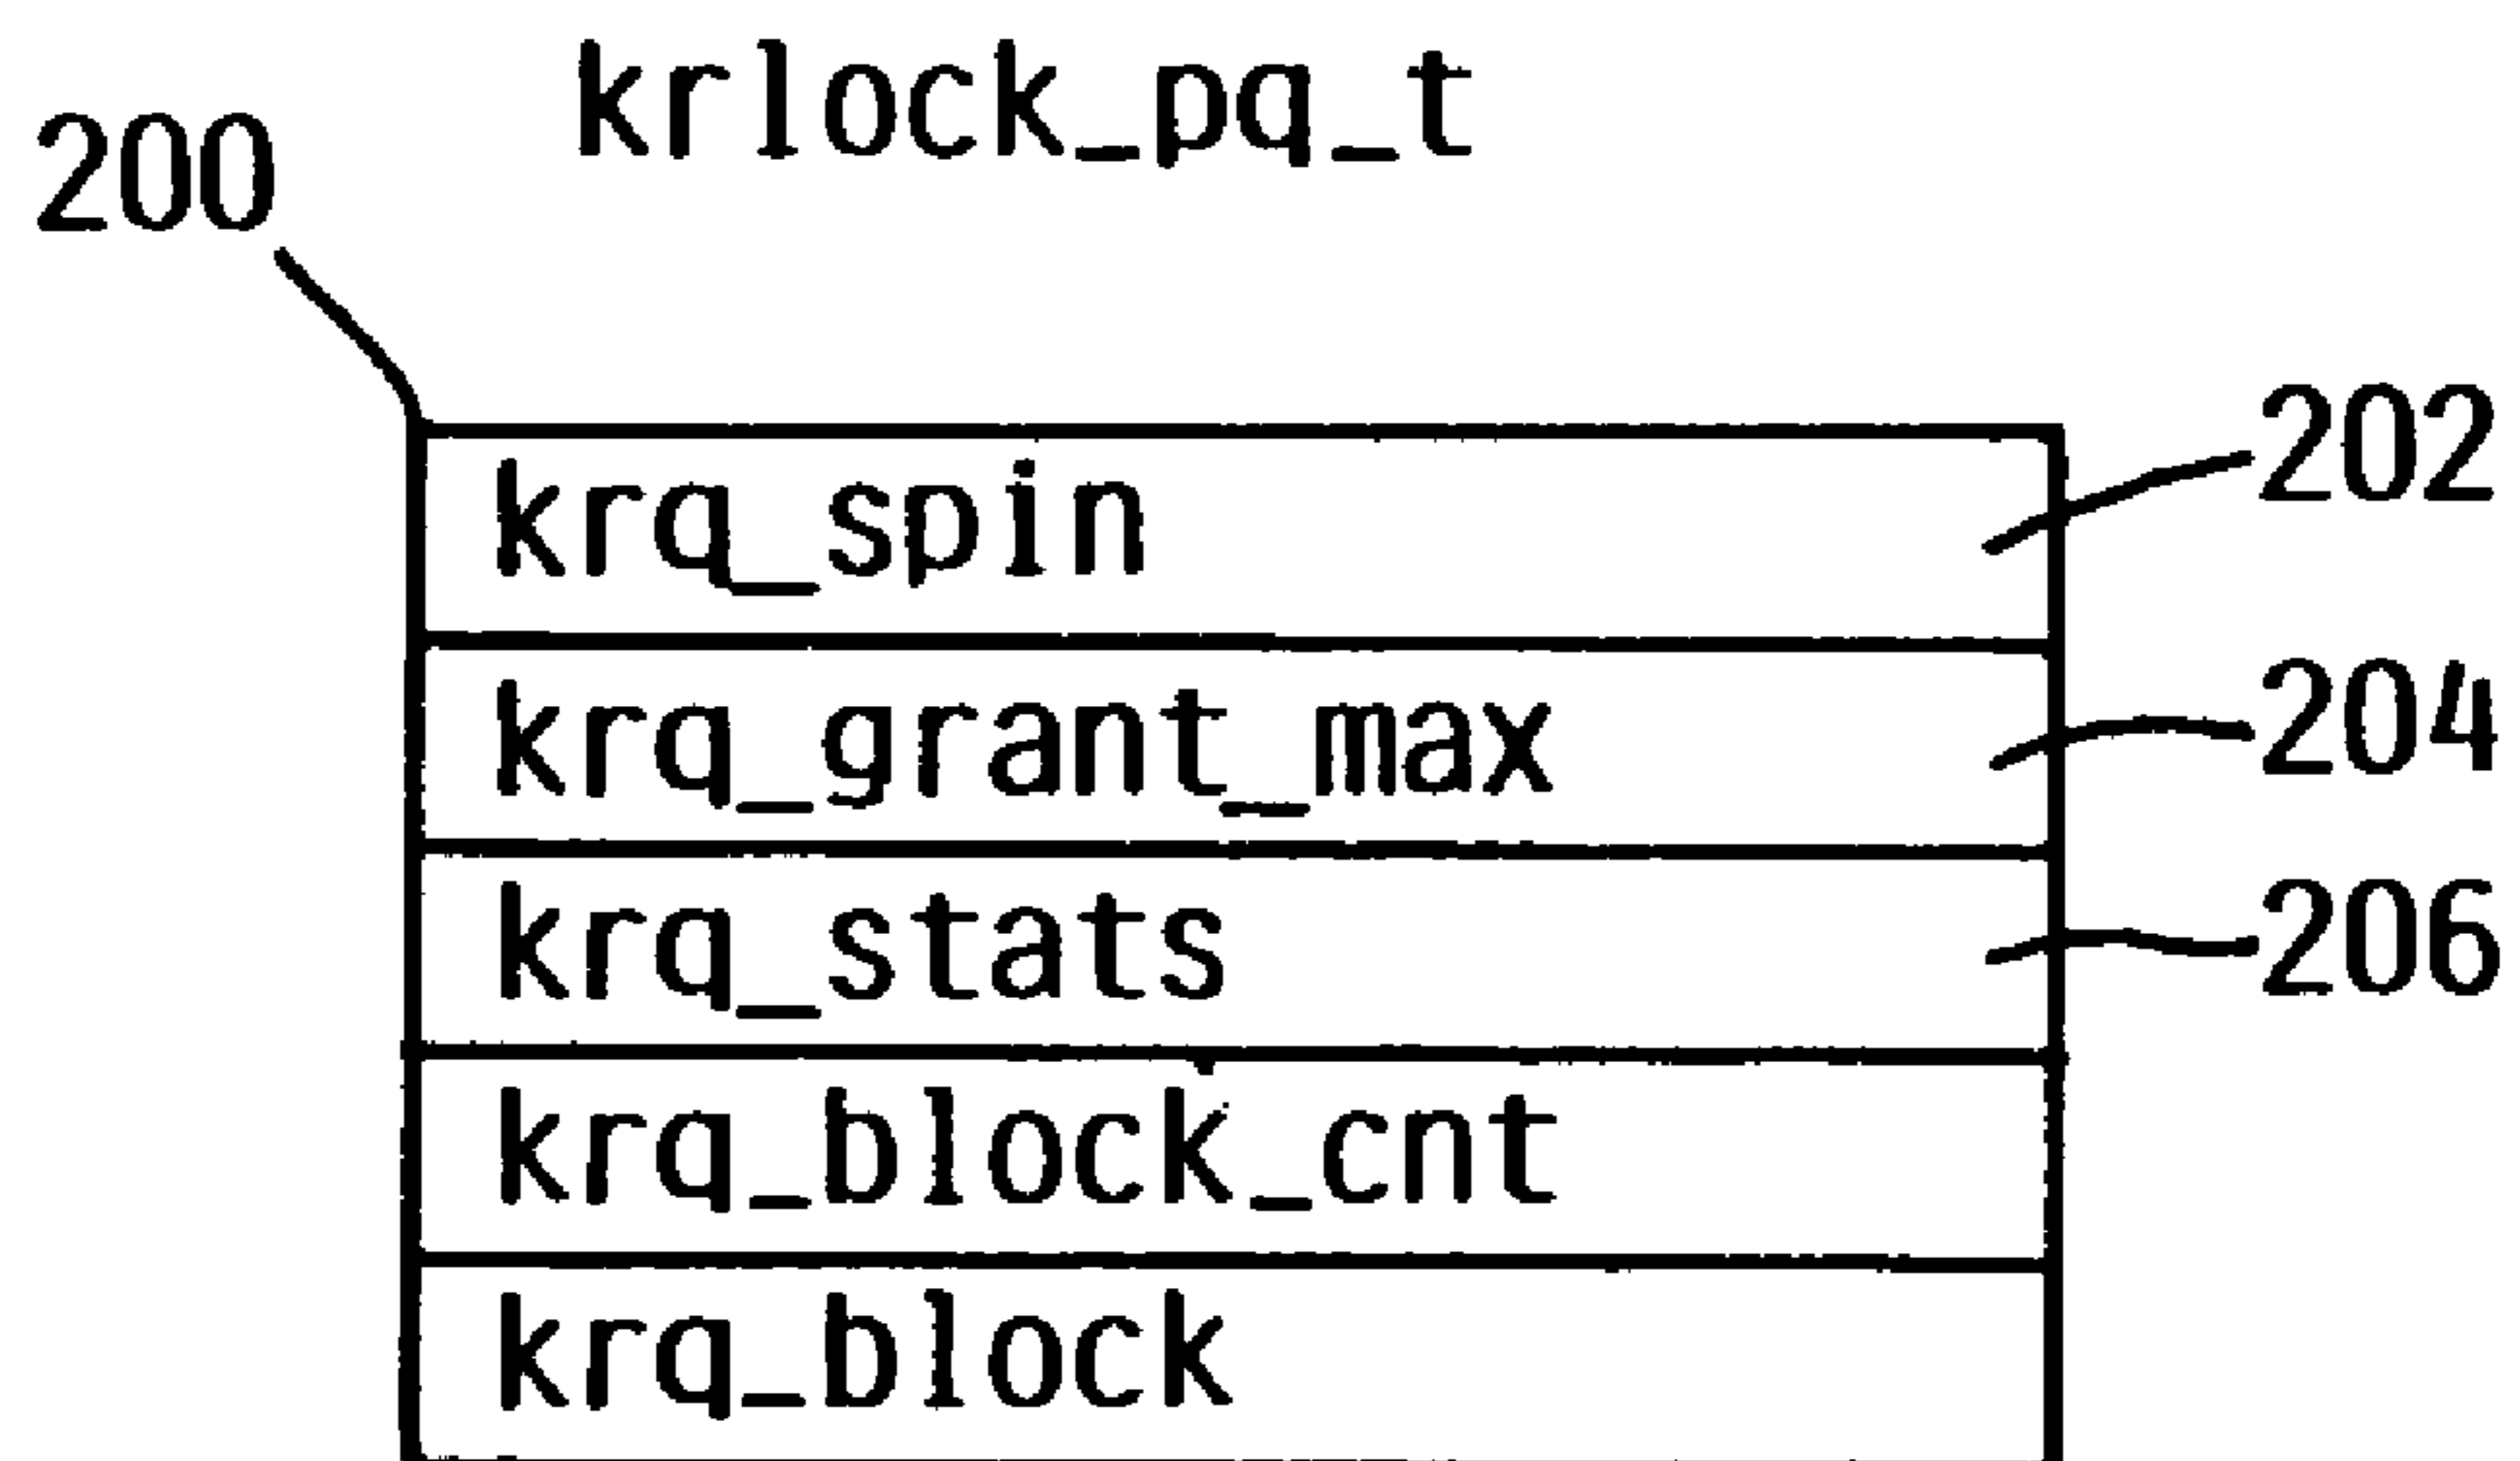 krlock_pq_t
200
krq_spin 202
krq_grant_max 204
krq_stats 206
krq_block_cnt
krq_block